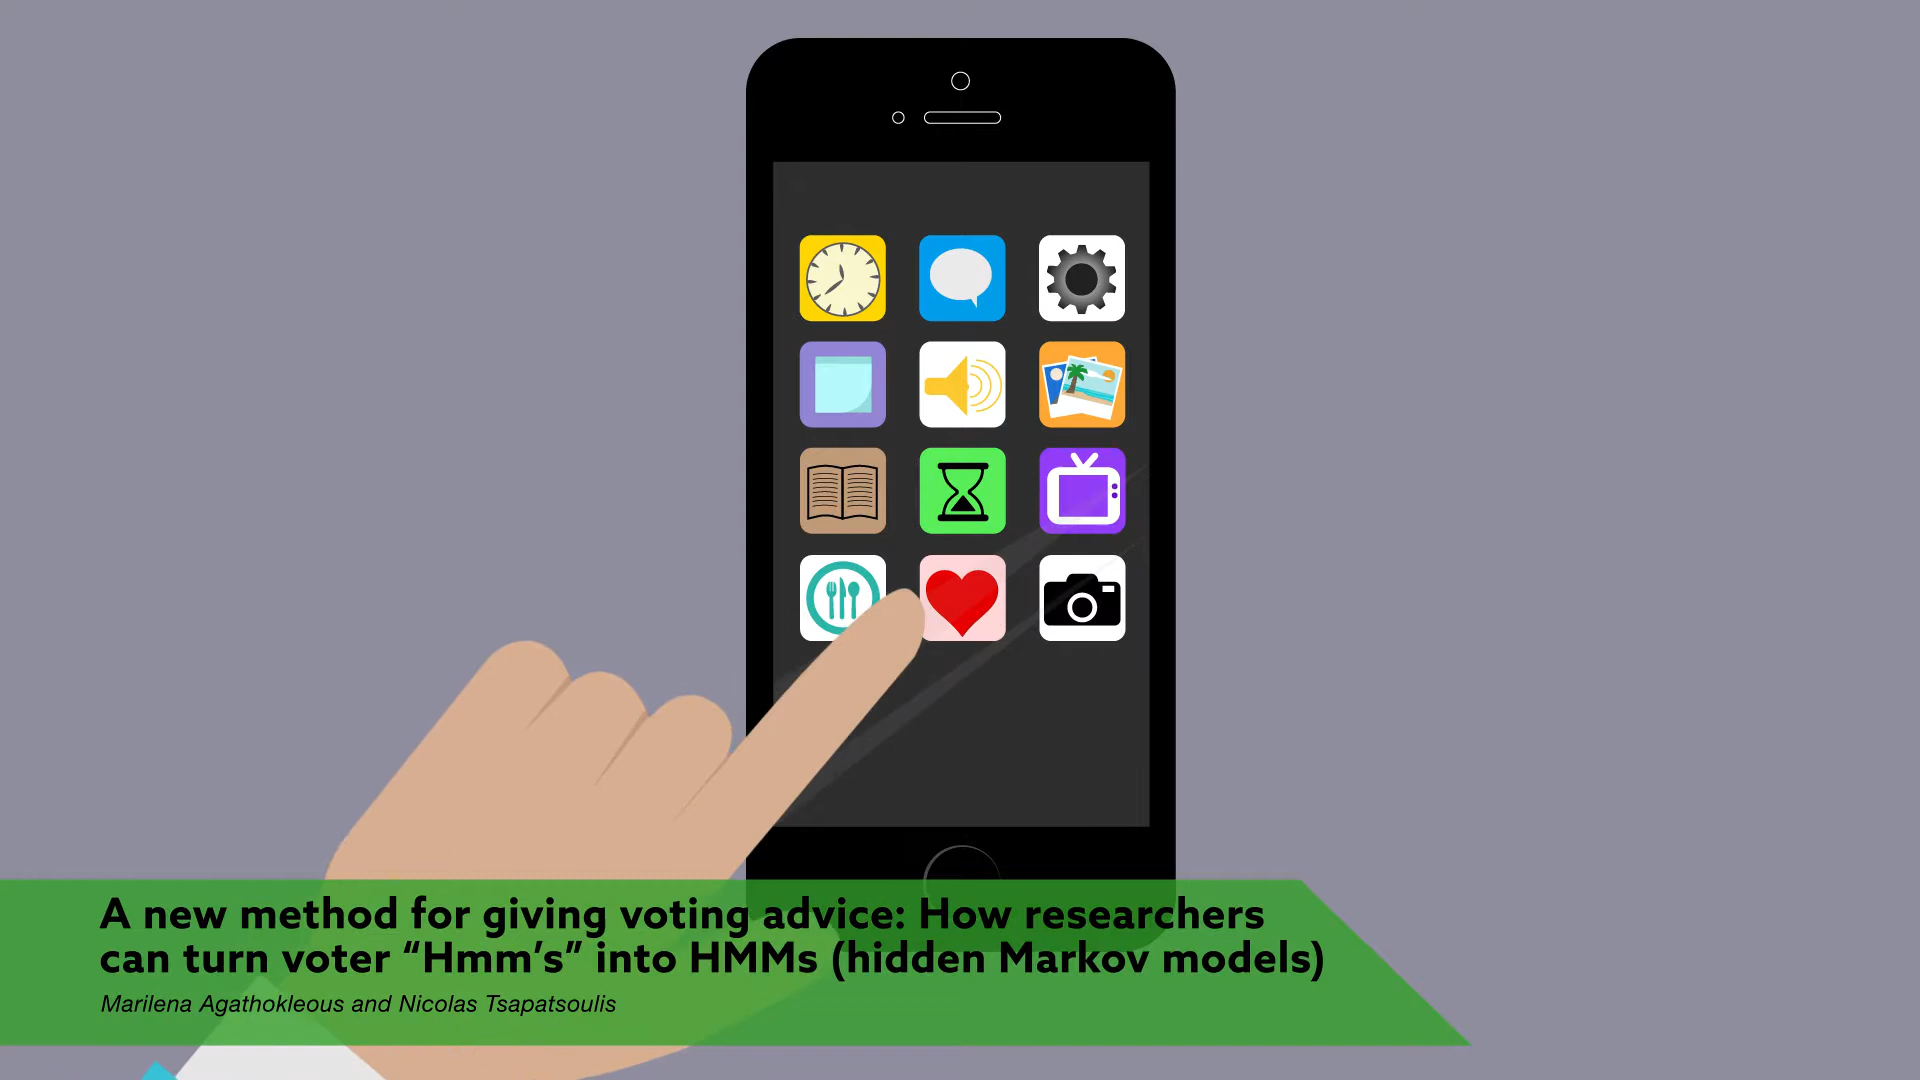 A new method for giving voting advice: How researchers
can turn voter “Hmm’s” into HMMs (hidden Markov models)
Marilena Agathokleous and Nicolas Tsapatsoulis